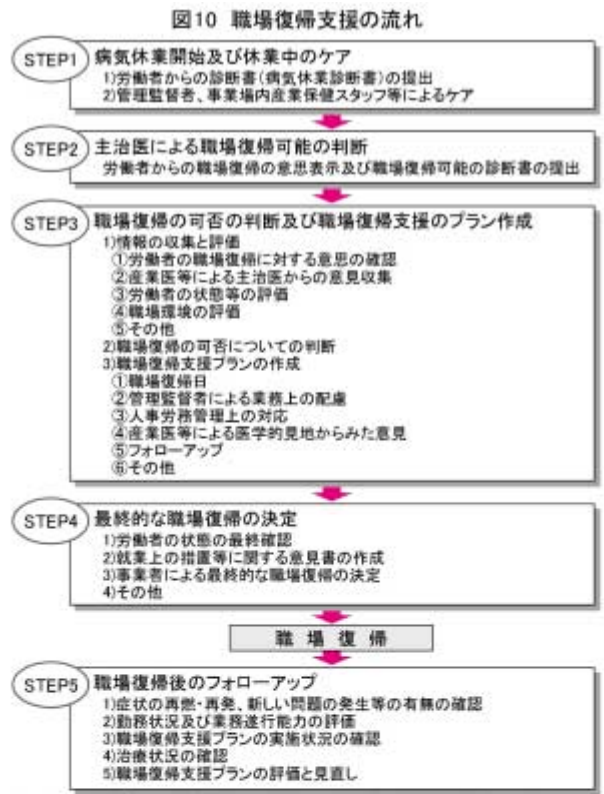 図10 職場復帰支援の流れ
STEP1
病気休業開始及び休業中のケア
1)労働者からの診断書(病気休業診断書)の提出
2)管理監督者、事業場内産業保健スタッフ等によるケア
STEP2
主治医による職場復帰可能の判断
労働者からの職場復帰の意思表示及び職場復帰可能の診断書の提出
STEP3
職場復帰の可否の判断及び職場復帰支援のプラン作成
1)情報の収集と評価
①労働者の職場復帰に対する意思の確認
②産業医等による主治医からの意見収集
③労働者の状態等の評価
④職場環境の評価
⑤その他
2)職場復帰の可否についての判断
3)職場復帰支援プランの作成
①職場復帰日
②管理監督者による業務上の配慮
③人事労務管理上の対応
④産業医等による医学的見地からみた意見
⑤フォローアップ
⑥その他
STEP4
最終的な職場復帰の決定
1)労働者の状態の最終確認
2)就業上の措置等に関する意見書の作成
3)事業者による最終的な職場復帰の決定
4)その他
職場復帰
STEP5
職場復帰後のフォローアップ
1)症状の再燃・再発、新しい問題の発生等の有無の確認
2)勤務状況及び業務遂行能力の評価
3)職場復帰支援プランの実施状況の確認
4)治療状況の確認
5)職場復帰支援プランの評価と見直し